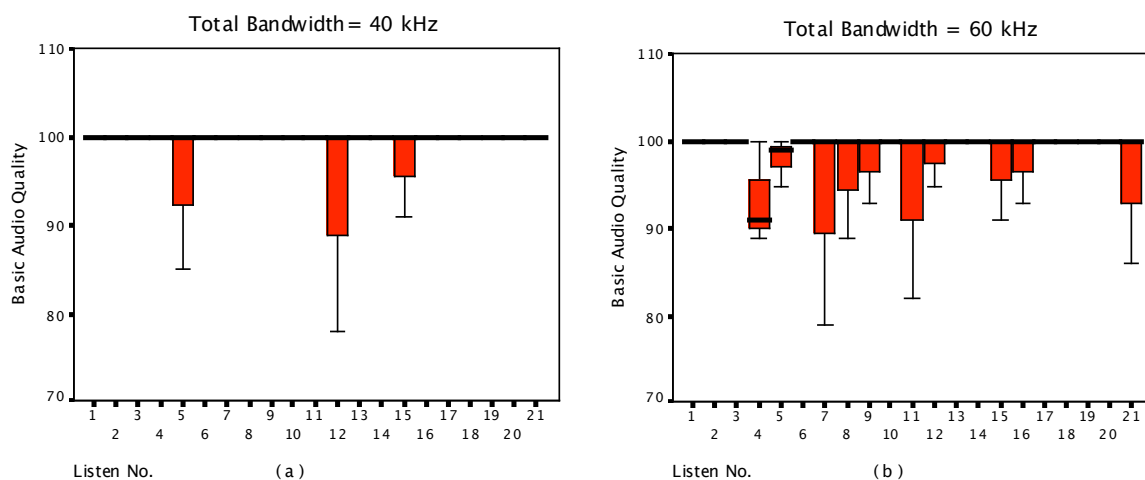 Total Bandwidth = 40 kHz
110
100
90
80
70
Basic Audio Quality
1 3 5 7 9 11 13 15 17 19 21
2 4 6 8 10 12 14 16 18 20
Listen No. (a)
Total Bandwidth = 60 kHz
110
100
90
80
70
Basic Audio Quality
1 3 5 7 9 11 13 15 17 19 21
2 4 6 8 10 12 14 16 18 20
Listen No. (b)